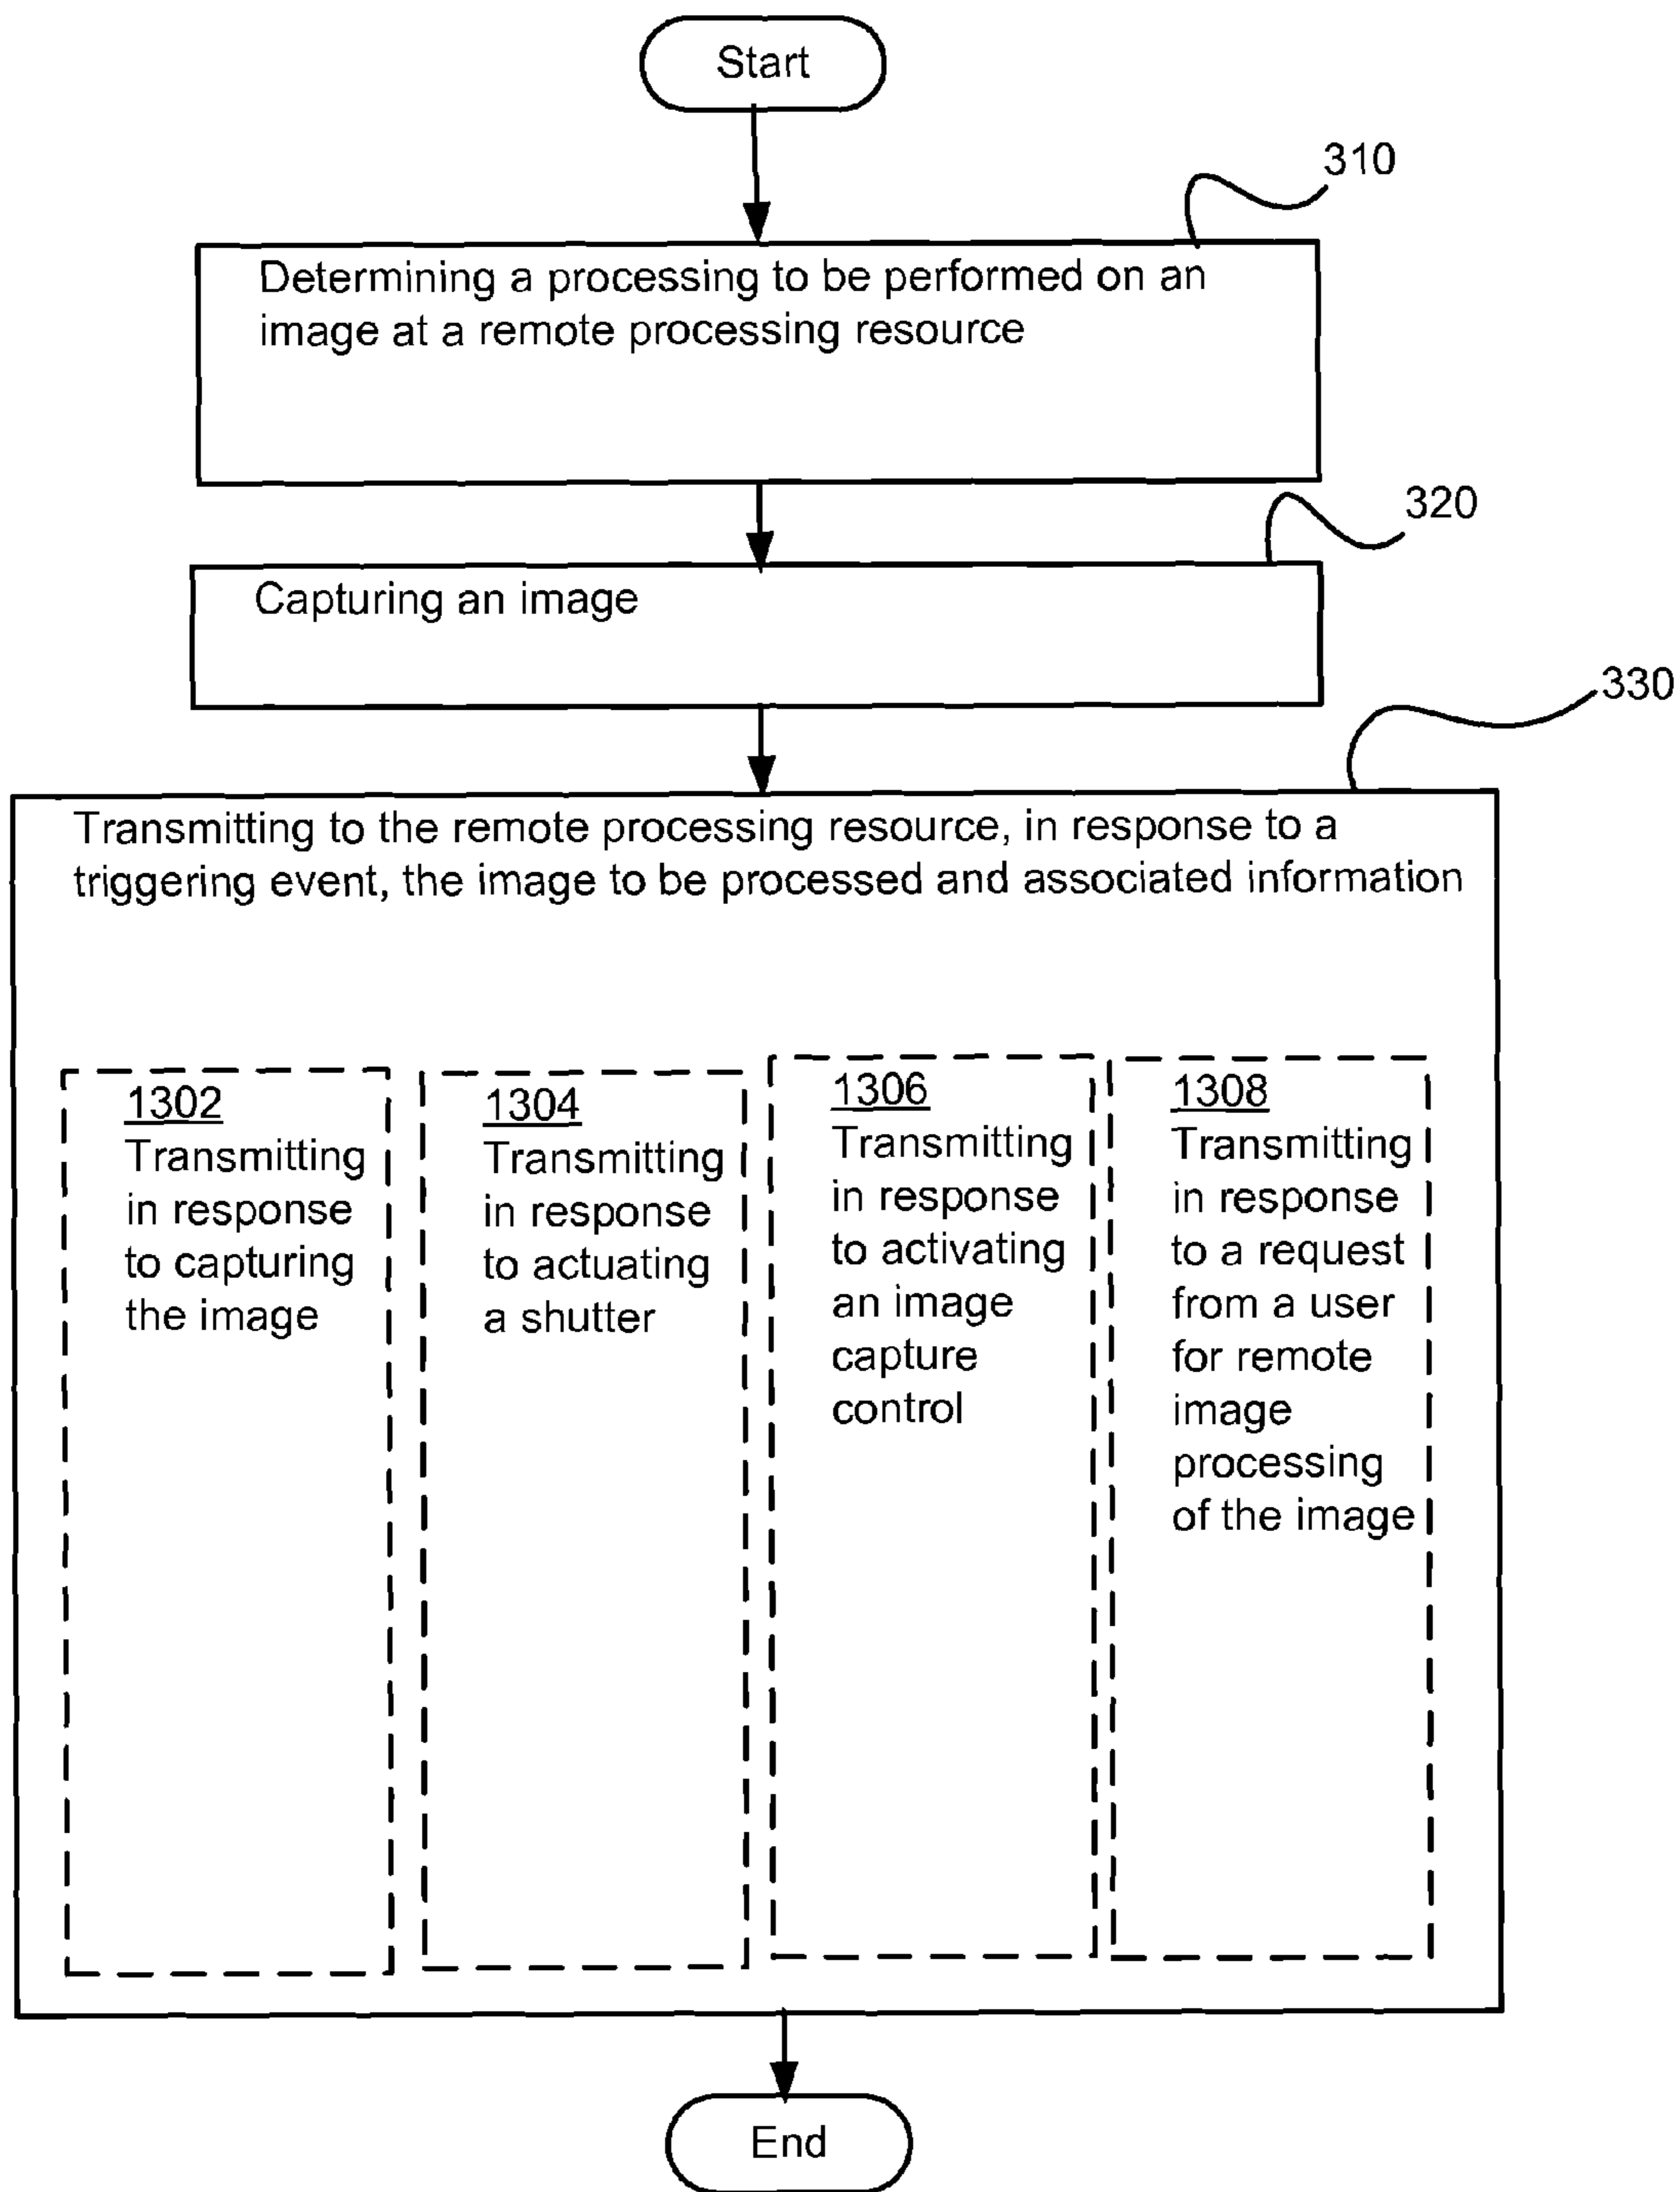 Start
310
Determining a processing to be performed on an
image at a remote processing resource
320
Capturing an image
330
Transmitting to the remote processing resource, in response to a
triggering event, the image to be processed and associated information
1302
Transmitting
in response
to capturing
the image
1304
Transmitting
in response
to actuating
a shutter
1306
Transmitting
in response
to activating
an image
capture
control
1308
Transmitting
in response
to a request
from a user
for remote
image
processing
of the image
End